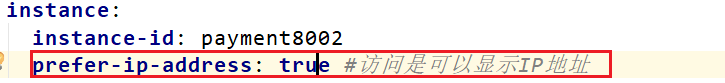 instance:
instance-id: payment8002
prefer-ip-address: true #访问是可以显示IP地址